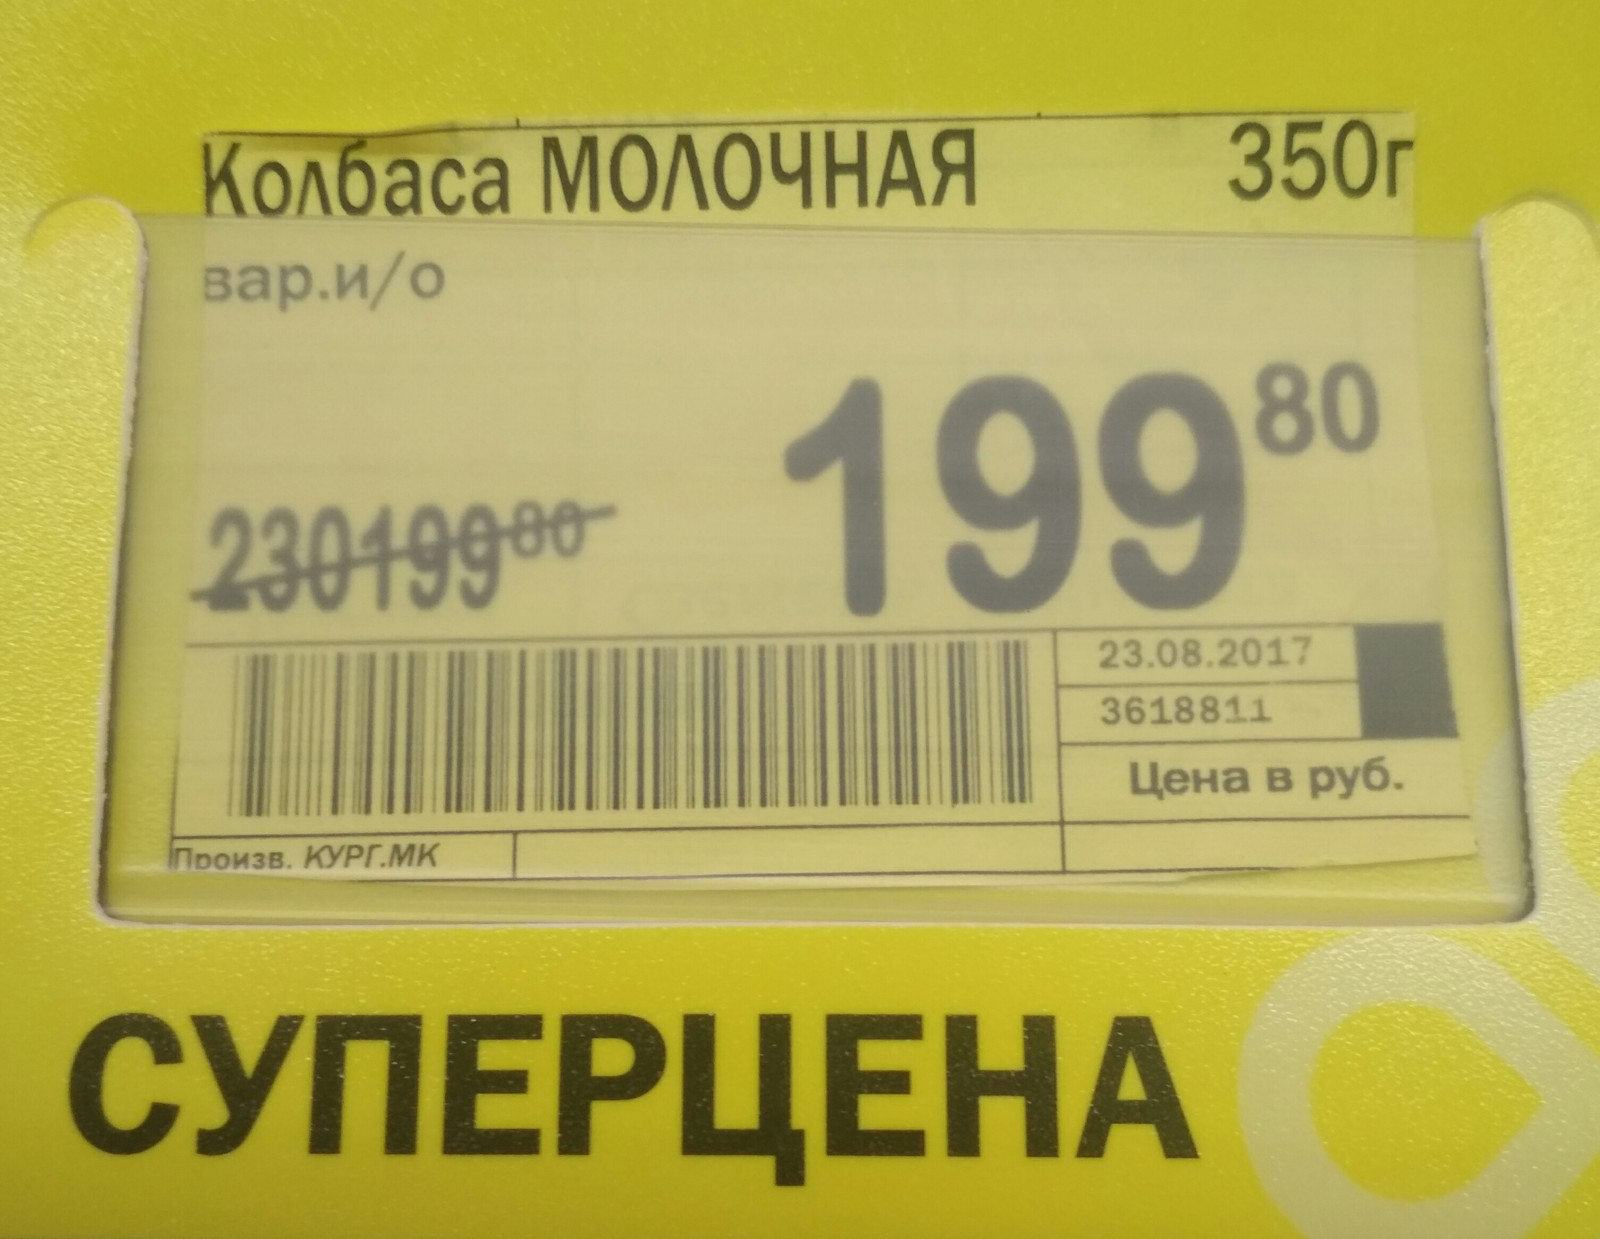 Колбаса МОЛОЧНАЯ 350г
вар.и/о
199 80
230199 80
23.08.2017
3618811
Цена в руб.
Произв. КУРГ.МК
СУПЕРЦЕНА